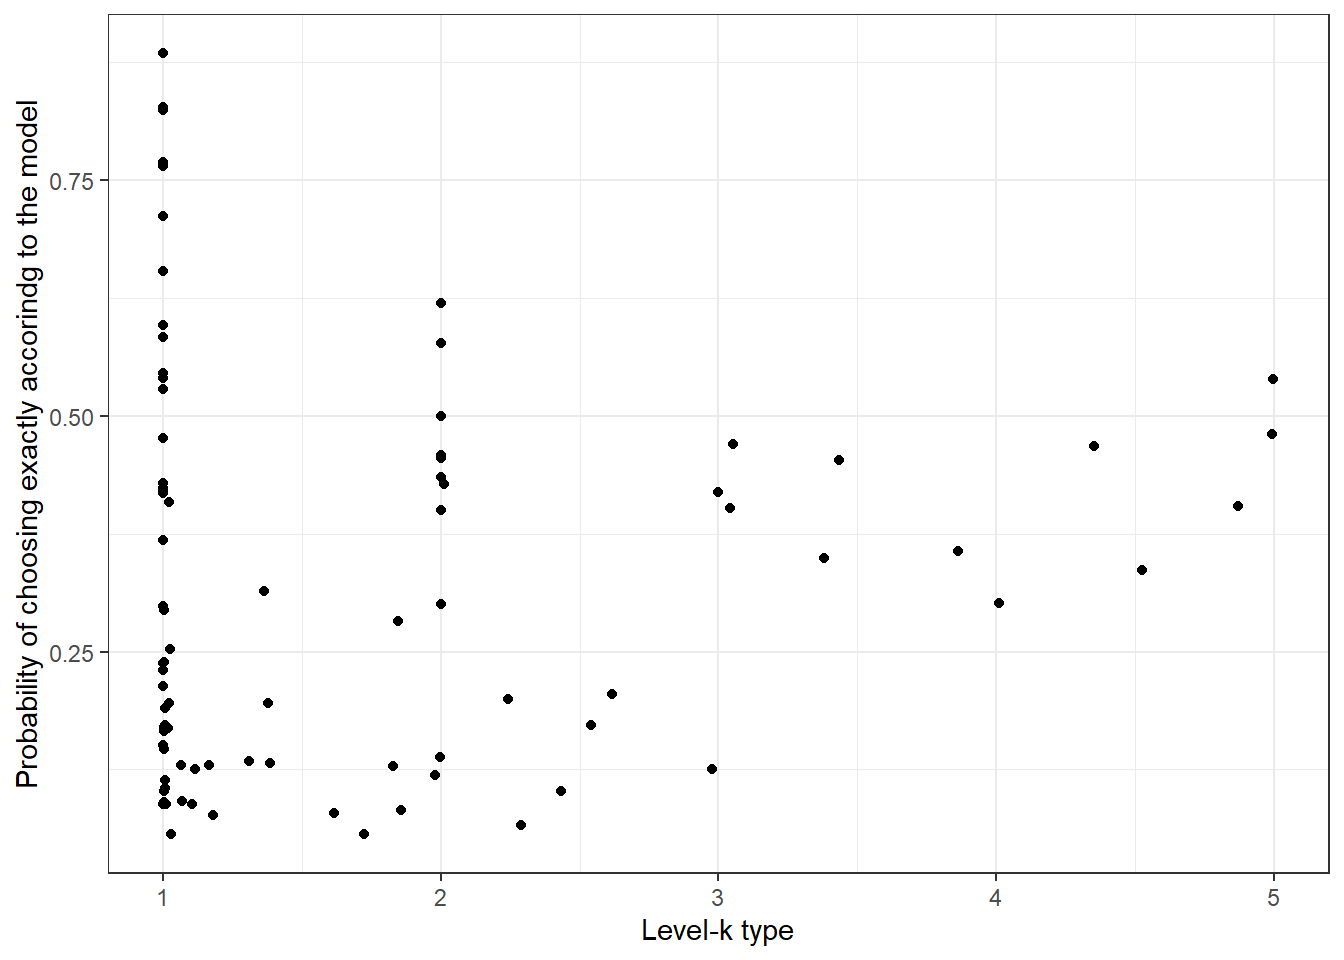 Probability of choosing exactly accorindg to the model
0.75
0.50
0.25
1 2 3 4 5
Level-k type